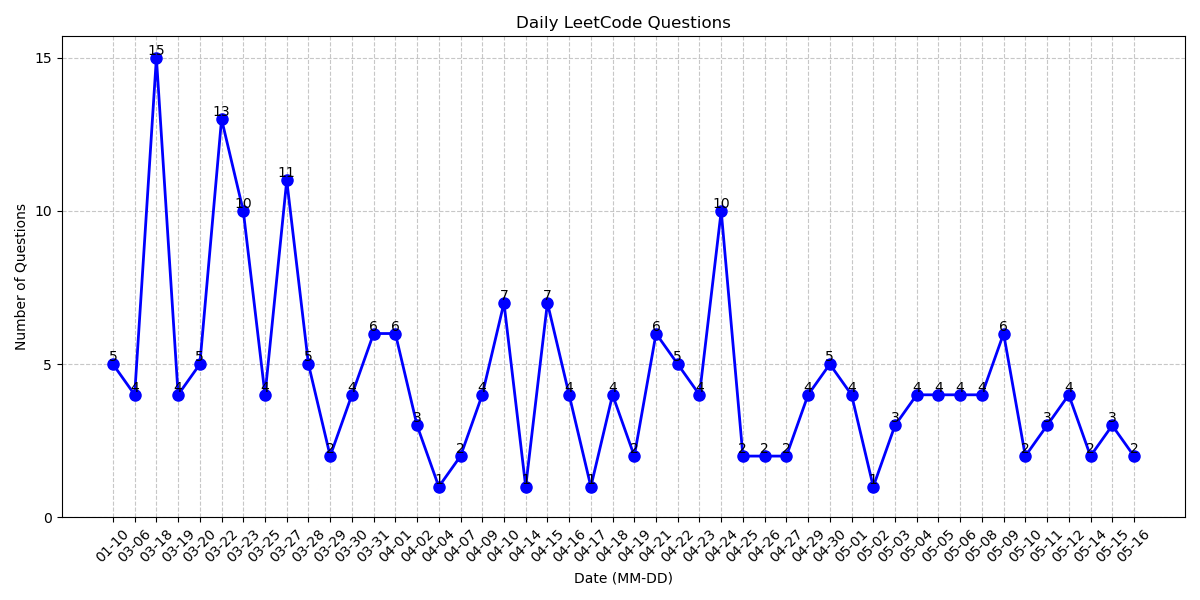 Daily LeetCode Questions
Number of Questions
15
10
5
0
5 4 15 4 5 13 10 4 11 5 2 4 6 6 3 1 2 4 7 1 7 4 1 4 2 6 5 4 10 2 2 2 4 5 4 1 3 4 4 4 4 6 2 3 4 2 3 2
01-10 03-06 03-18 03-19 03-20 03-22 03-23 03-25 03-27 03-28 03-29 03-30 03-31 04-01 04-02 04-04 04-07 04-09 04-10 04-14 04-15 04-16 04-17 04-18 04-19 04-21 04-22 04-23 04-24 04-25 04-26 04-27 04-29 04-30 05-01 05-02 05-03 05-04 05-05 05-06 05-08 05-09 05-10 05-11 05-12 05-14 05-15 05-16
Date (MM-DD)